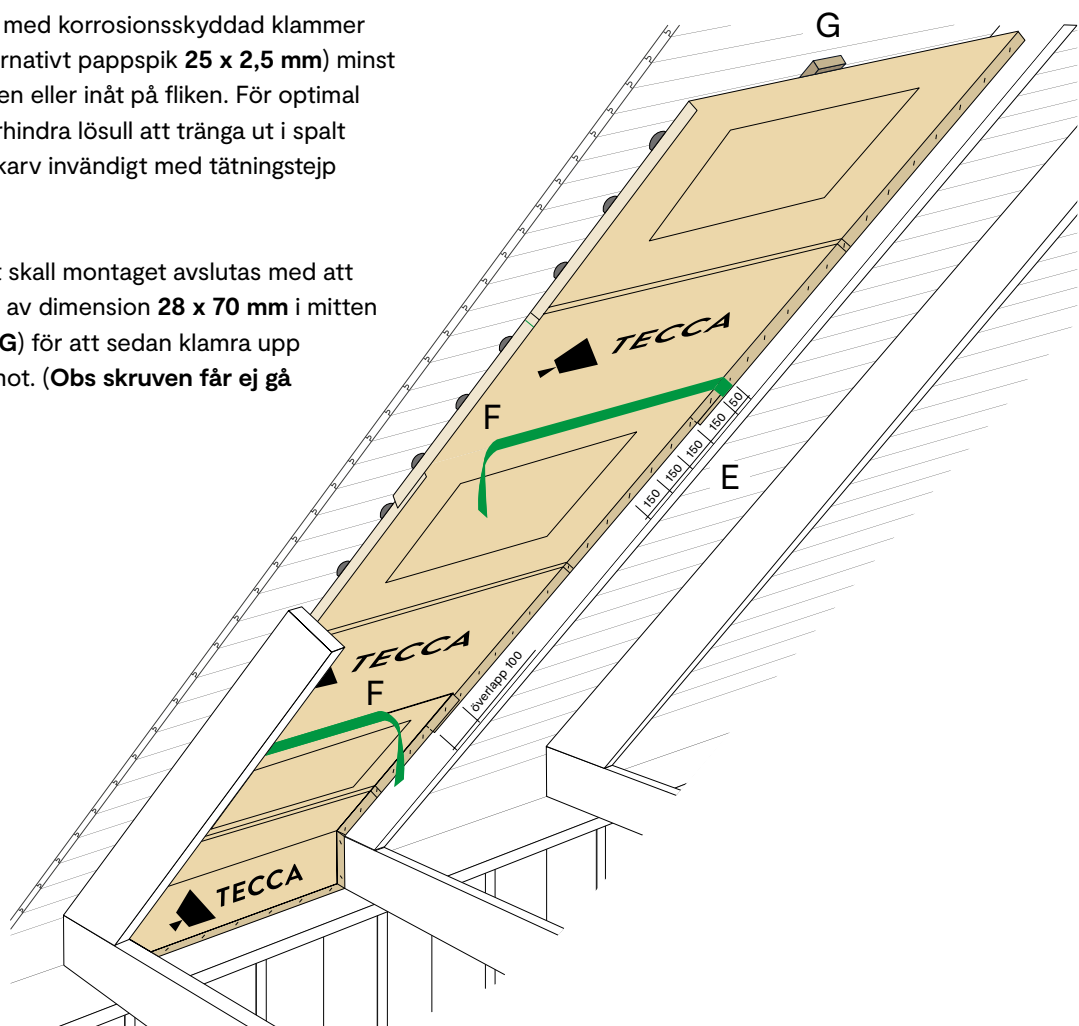 med korrosionsskyddad klammer
ernativt pappspik 25 x 2,5 mm) minst
en eller inåt på fliken. För optimal
rhindra lösull att tränga ut i spalt
karv invändigt med tätningstejp
t skall montaget avslutas med att
av dimension 28 x 70 mm i mitten
G) för att sedan klamra upp
not. (Obs skruven får ej gå
G
TECCA
F
50
150
150
150
150
E
TECCA
F
överlapp 100
TECCA